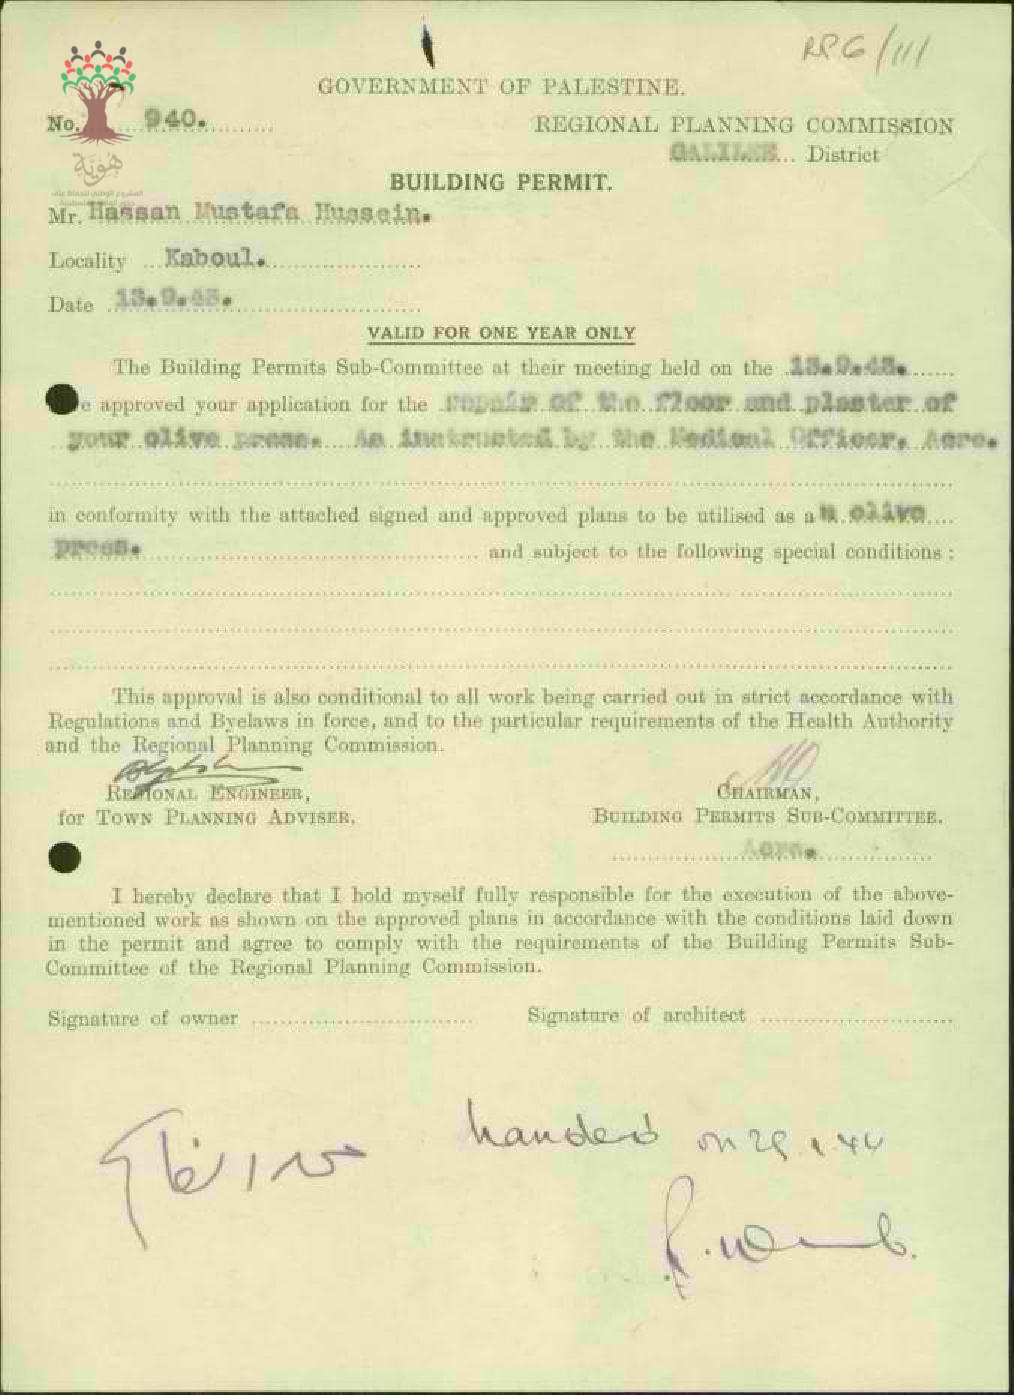 RP6/111
GOVERNMENT OF PALESTINE.
No. 940.
REGIONAL PLANNING COMMISSION
GALILEE... District
هَوِيَّة
المشروع الوطني للحفاظ على
BUILDING PERMIT.
Mr. Hassan Mustafa Hussein.
Locality ... Kaboul.
Date 13.9.43.
VALID FOR ONE YEAR ONLY
The Building Permits Sub-Committee at their meeting held on the 13.9.43.
e approved your application for the repair of the floor and plaster of
your olive press. As instructed by the Medical Officer, Acre.
in conformity with the attached signed and approved plans to be utilised as an olive
press. and subject to the following special conditions :
This approval is also conditional to all work being carried out in strict accordance with
Regulations and Byelaws in force, and to the particular requirements of the Health Authority
and the Regional Planning Commission.
REGIONAL ENGINEER,
for TOWN PLANNING ADVISER.
CHAIRMAN,
BUILDING PERMITS SUB-COMMITTEE.
Acre.
I hereby declare that I hold myself fully responsible for the execution of the above-
mentioned work as shown on the approved plans in accordance with the conditions laid down
in the permit and agree to comply with the requirements of the Building Permits Sub-
Committee of the Regional Planning Commission.
Signature of owner
Signature of architect
handed on 29.1.44